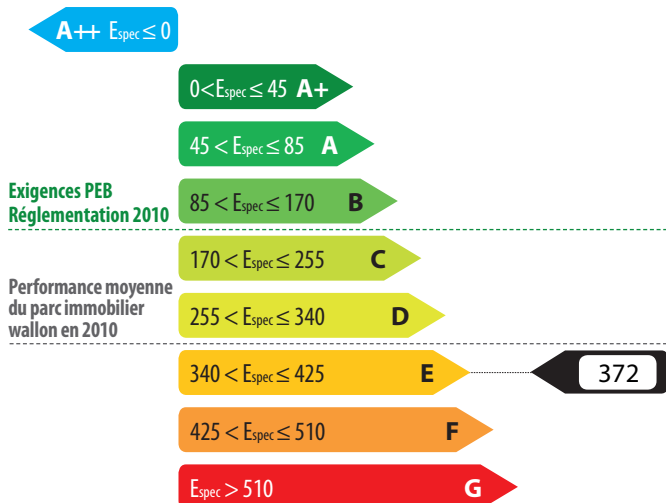 A++ Espec ≤ 0
0<Espec ≤ 45 A+
45 < Espec ≤ 85 A
Exigences PEB
Réglementation 2010
85 < Espec ≤ 170 B
170 < Espec ≤ 255 C
Performance moyenne
du parc immobilier
wallon en 2010
255 < Espec ≤ 340 D
340 < Espec ≤ 425 E
372
425 < Espec ≤ 510 F
Espec > 510 G